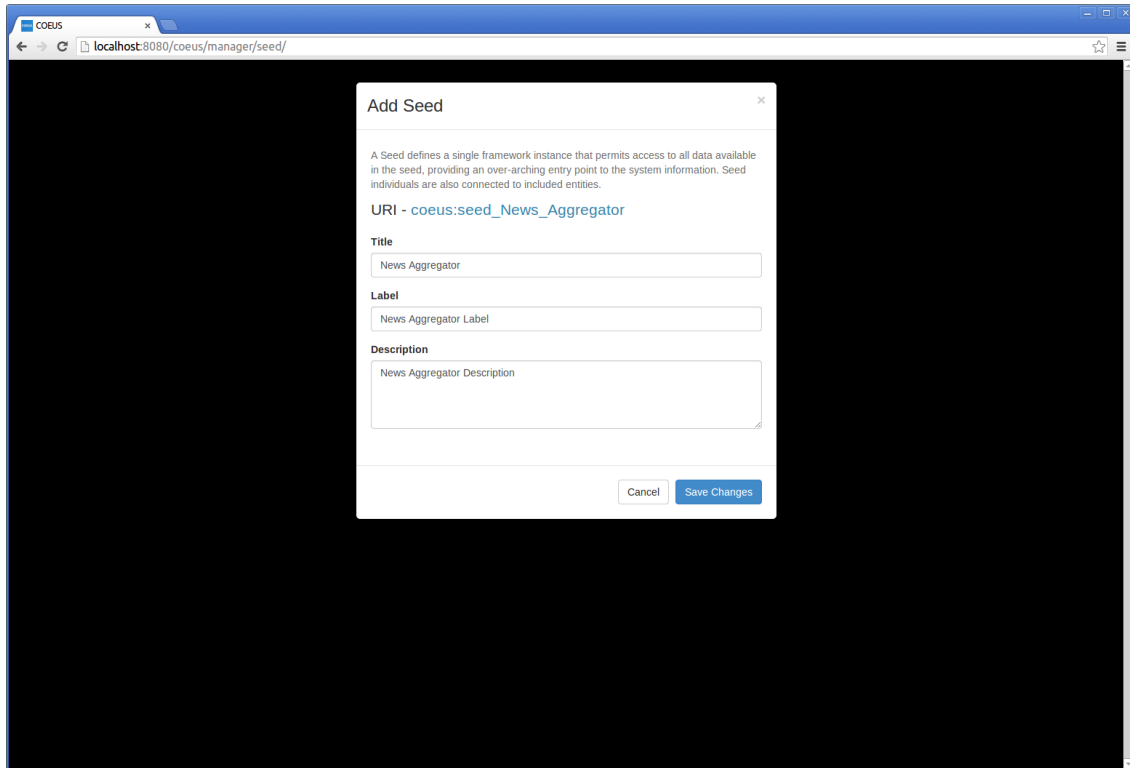 COEUS
localhost:8080/coeus/manager/seed/
Add Seed
A Seed defines a single framework instance that permits access to all data available
in the seed, providing an over-arching entry point to the system information. Seed
individuals are also connected to included entities.
URI - coeus:seed_News_Aggregator
Title
News Aggregator
Label
News Aggregator Label
Description
News Aggregator Description
Cancel Save Changes